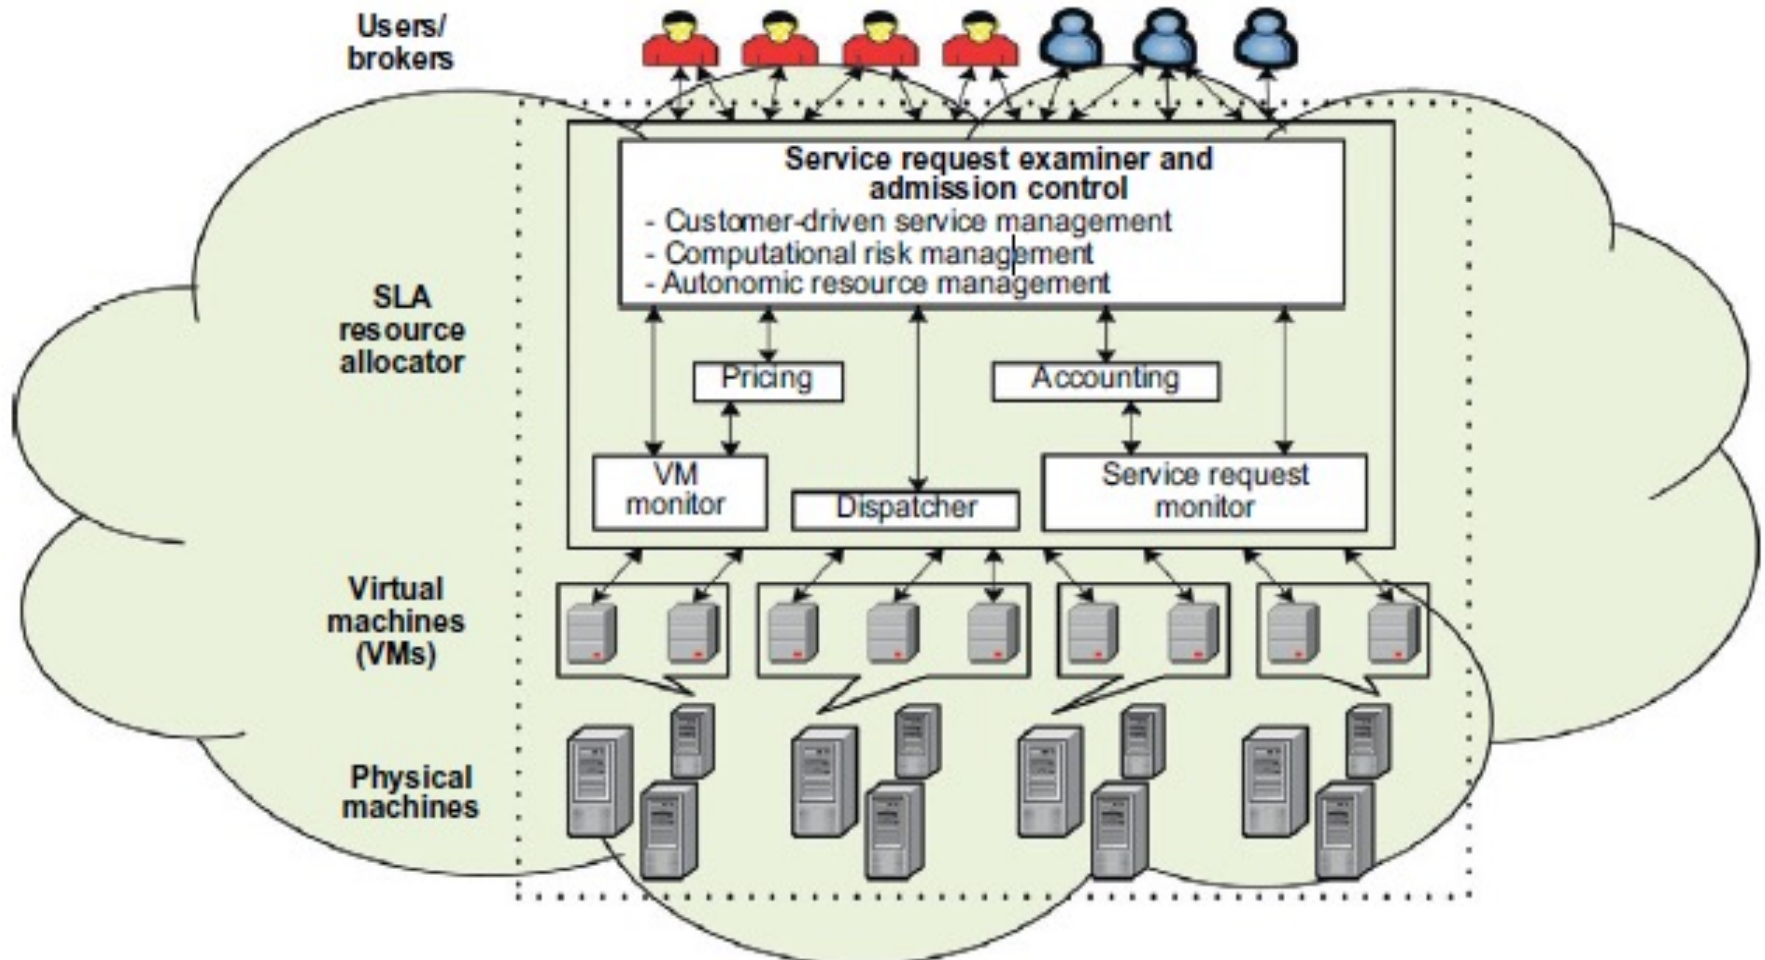 Users/
brokers
Service request examiner and
admission control
- Customer-driven service management
- Computational risk management
- Autonomic resource management
SLA
resource
allocator
Pricing
Accounting
VM
monitor
Dispatcher
Service request
monitor
Virtual
machines
(VMs)
Physical
machines